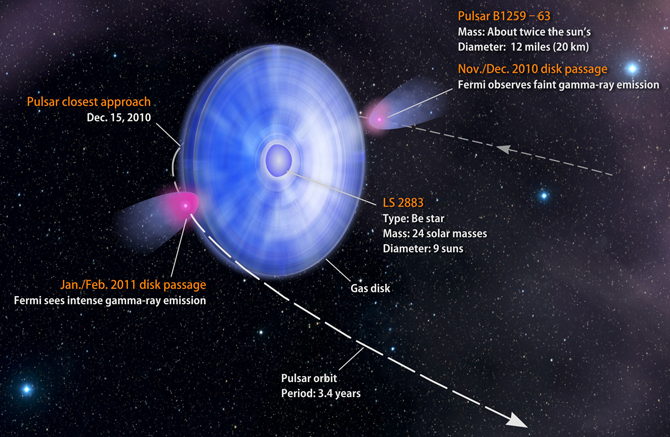 Pulsar B1259 – 63
Mass: About twice the sun's
Diameter: 12 miles (20 km)
Nov./Dec. 2010 disk passage
Fermi observes faint gamma-ray emission
Pulsar closest approach
Dec. 15, 2010
LS 2883
Type: Be star
Mass: 24 solar masses
Diameter: 9 suns
Jan./Feb. 2011 disk passage
Fermi sees intense gamma-ray emission
Gas disk
Pulsar orbit
Period: 3.4 years